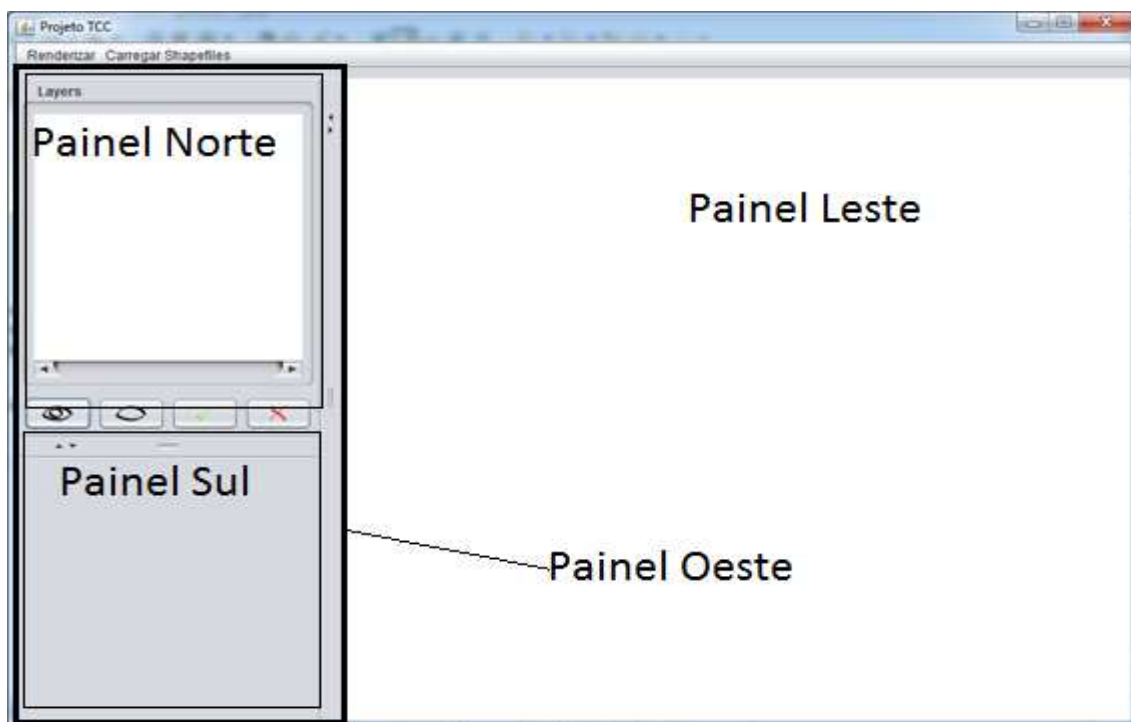 Projeto TCC
Renderizar Carregar Shapefiles
Layers
Painel Norte
Painel Leste
Painel Sul
Painel Oeste